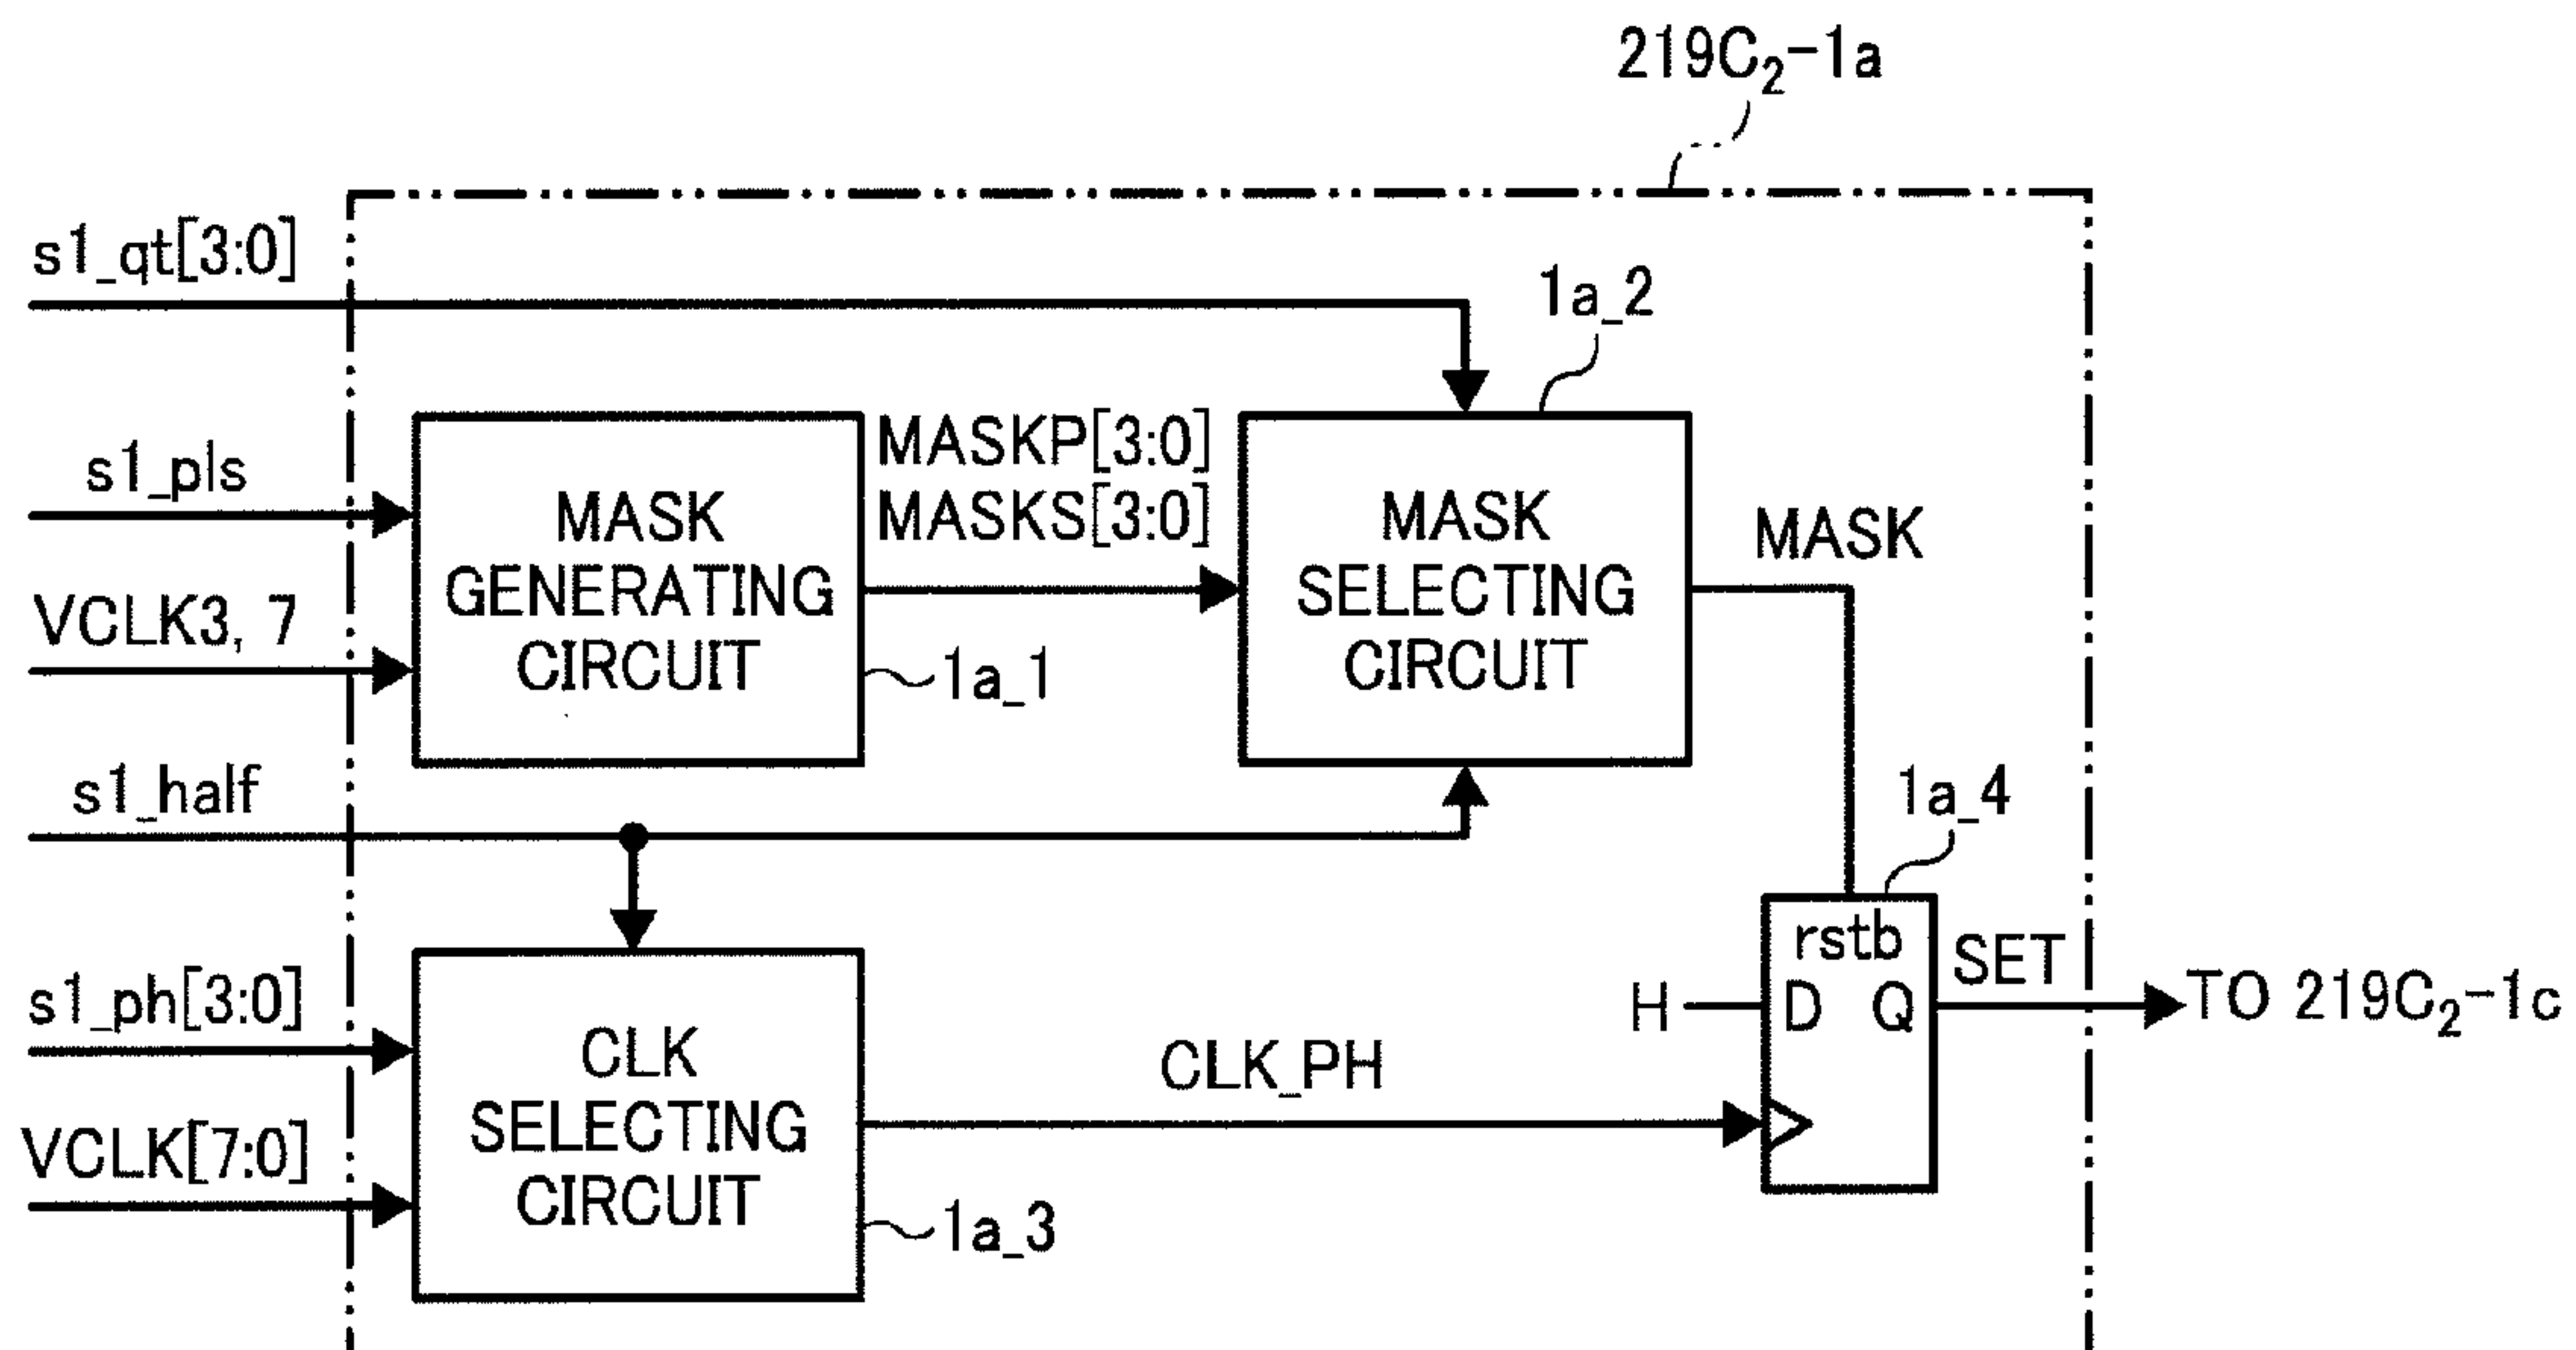 219C₂-1a
s1_qt[3:0]
1a_2
s1_pls
MASKP[3:0]
MASKS[3:0]
MASK
GENERATING
CIRCUIT
MASK
SELECTING
CIRCUIT
MASK
VCLK3, 7
1a_1
s1_half
1a_4
s1_ph[3:0]
rstb
H
D Q
SET
TO 219C₂-1c
CLK
SELECTING
CIRCUIT
CLK_PH
VCLK[7:0]
1a_3